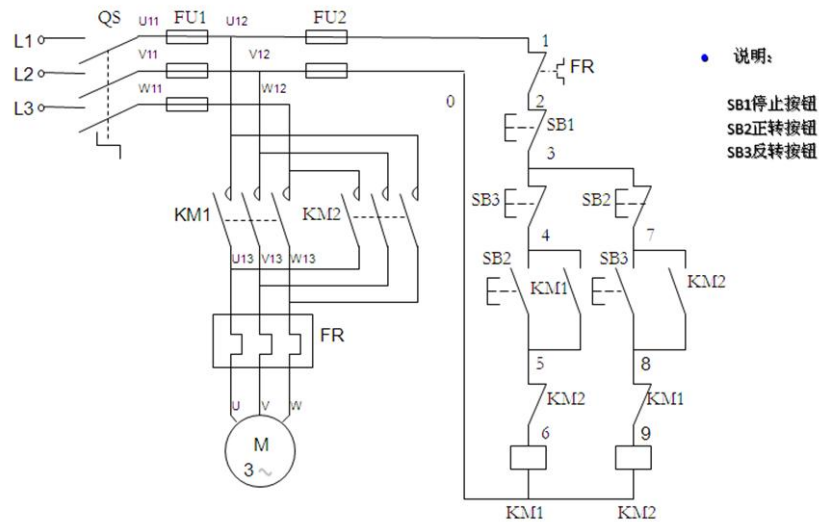 QS
U11
FU1
U12
FU2
L1
V11
V12
L2
W11
W12
L3
1
FR
2
SB1
3
0
说明:
SB1停止按钮
SB2正转按钮
SB3反转按钮
KM1
KM2
SB3
SB2
4
7
U13
V13
W13
SB2
KM1
SB3
KM2
FR
5
8
KM2
KM1
6
9
U
V
W
M
3~
KM1
KM2